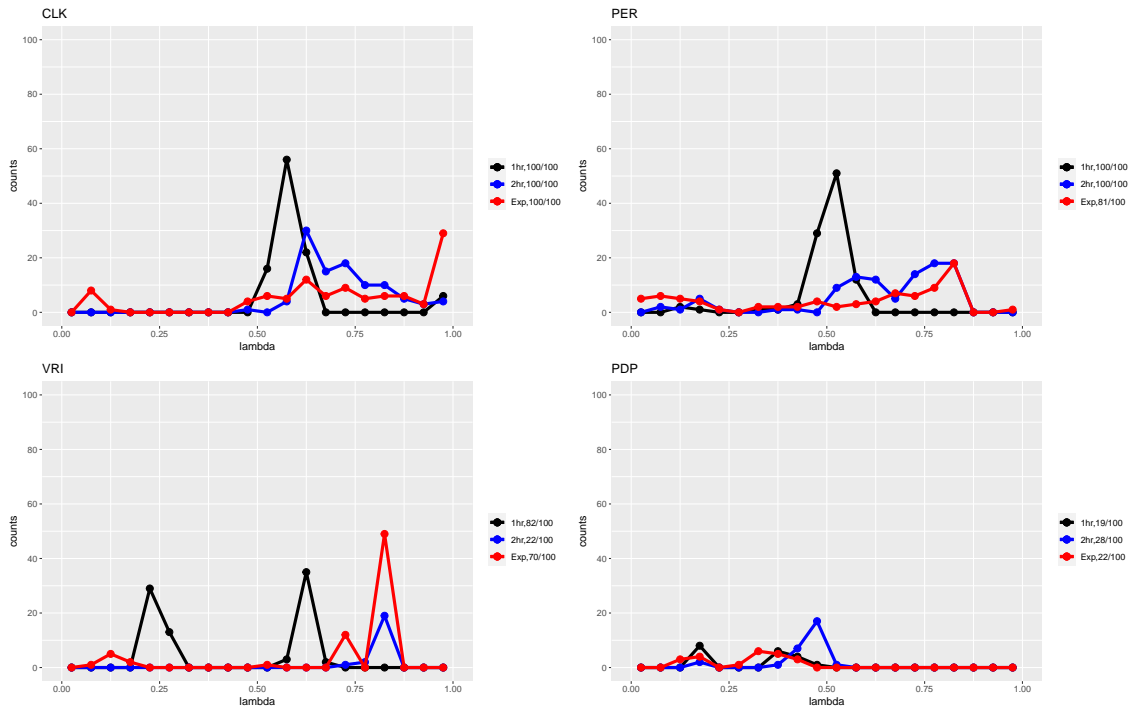 CLK
100
80
60
40
20
0
counts
0.00 0.25 0.50 0.75 1.00
lambda
1hr,100/100
2hr,100/100
Exp,100/100
PER
100
80
60
40
20
0
counts
0.00 0.25 0.50 0.75 1.00
lambda
1hr,100/100
2hr,100/100
Exp,81/100
VRI
100
80
60
40
20
0
counts
0.00 0.25 0.50 0.75 1.00
lambda
1hr,82/100
2hr,22/100
Exp,70/100
PDP
100
80
60
40
20
0
counts
0.00 0.25 0.50 0.75 1.00
lambda
1hr,19/100
2hr,28/100
Exp,22/100